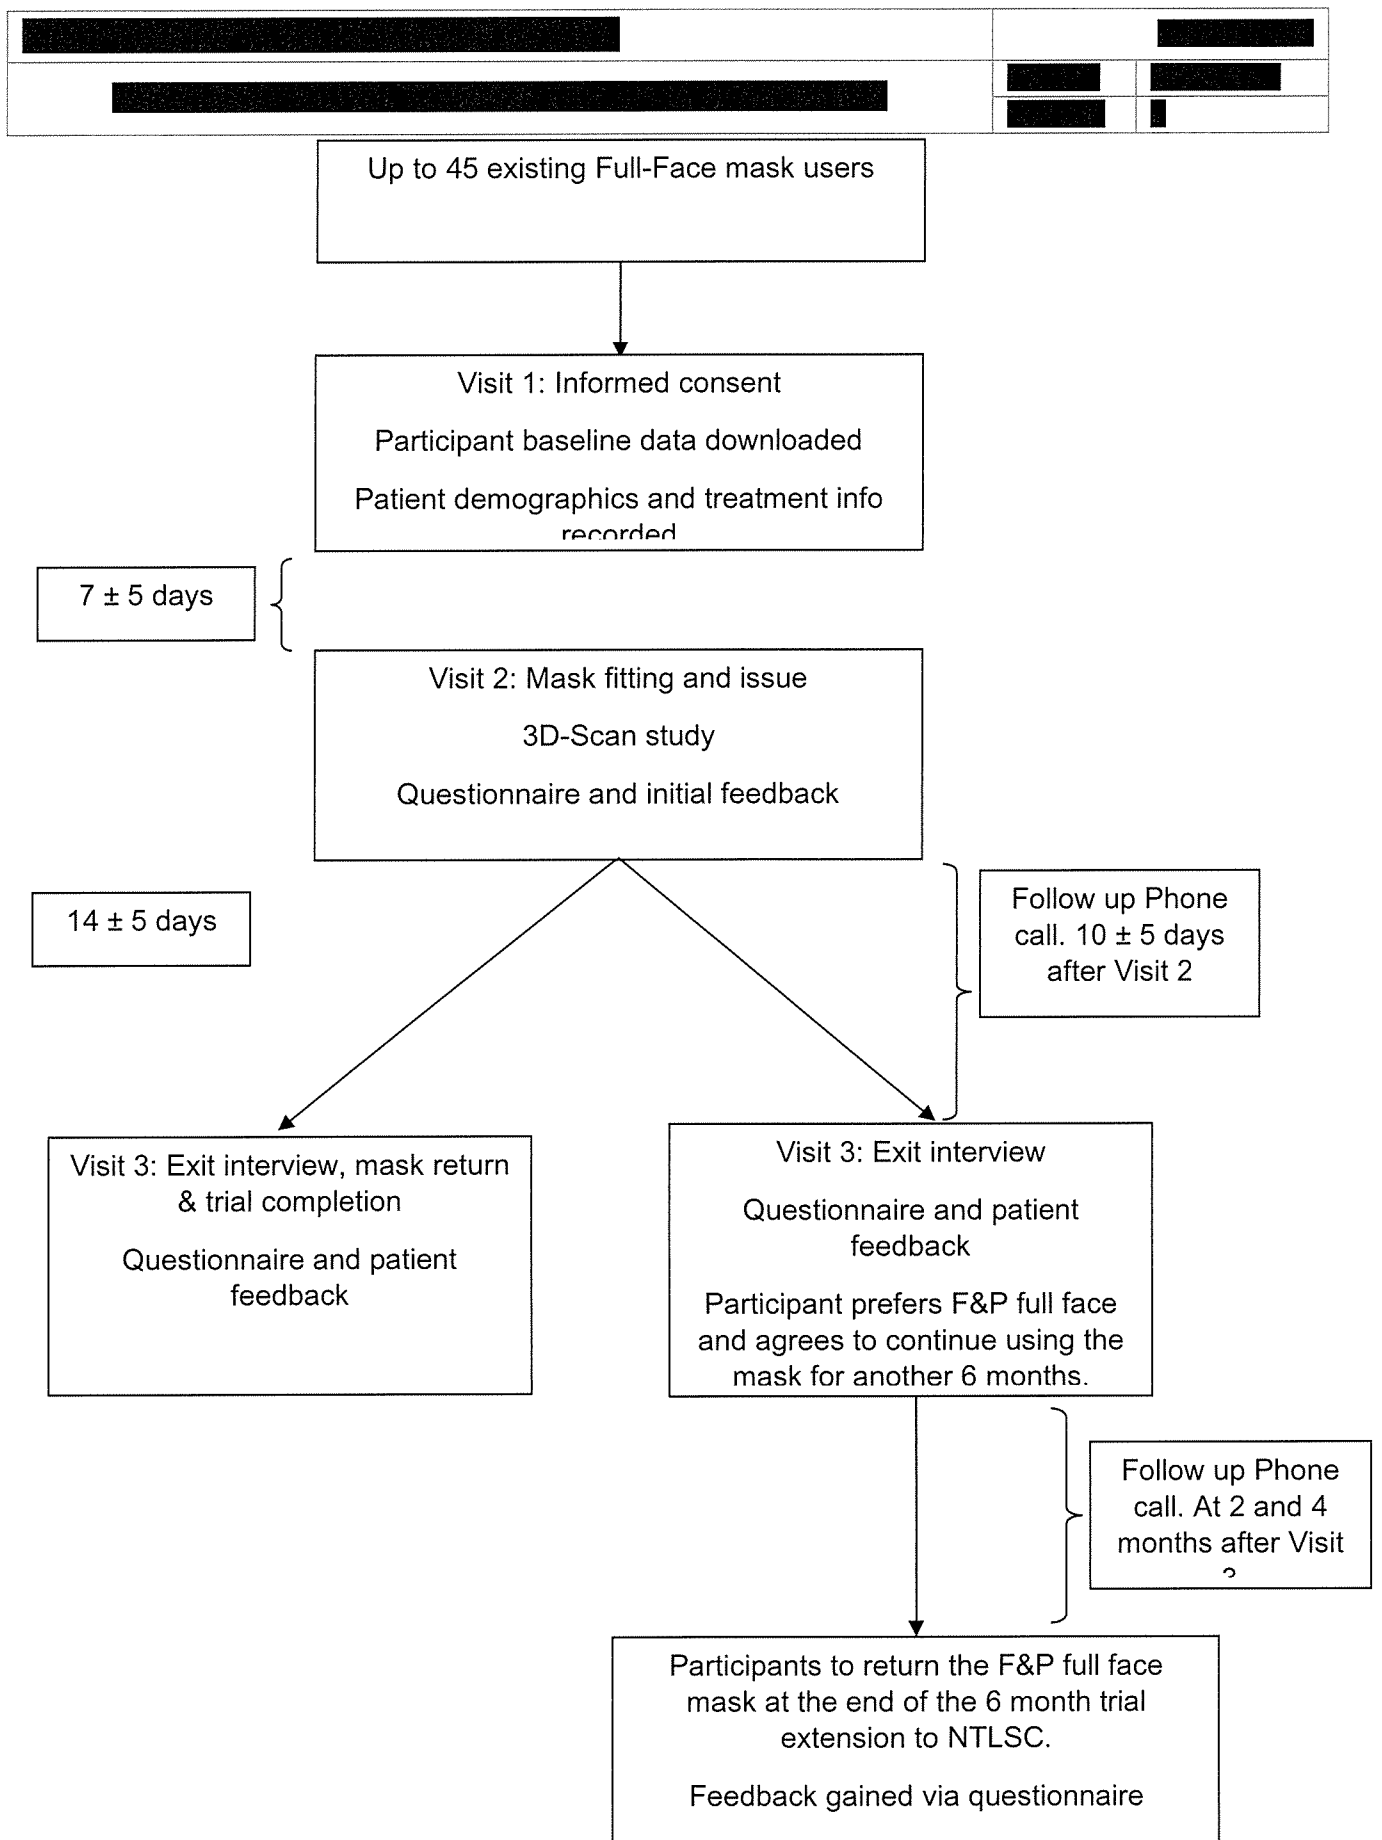 Up to 45 existing Full-Face mask users
Visit 1: Informed consent
Participant baseline data downloaded
Patient demographics and treatment info
recorded
7 ± 5 days
Visit 2: Mask fitting and issue
3D-Scan study
Questionnaire and initial feedback
14 ± 5 days
Follow up Phone
call. 10 ± 5 days
after Visit 2
Visit 3: Exit interview, mask return
& trial completion
Questionnaire and patient
feedback
Visit 3: Exit interview
Questionnaire and patient
feedback
Participant prefers F&P full face
and agrees to continue using the
mask for another 6 months.
Follow up Phone
call. At 2 and 4
months after Visit
Participants to return the F&P full face
mask at the end of the 6 month trial
extension to NTLSC.
Feedback gained via questionnaire